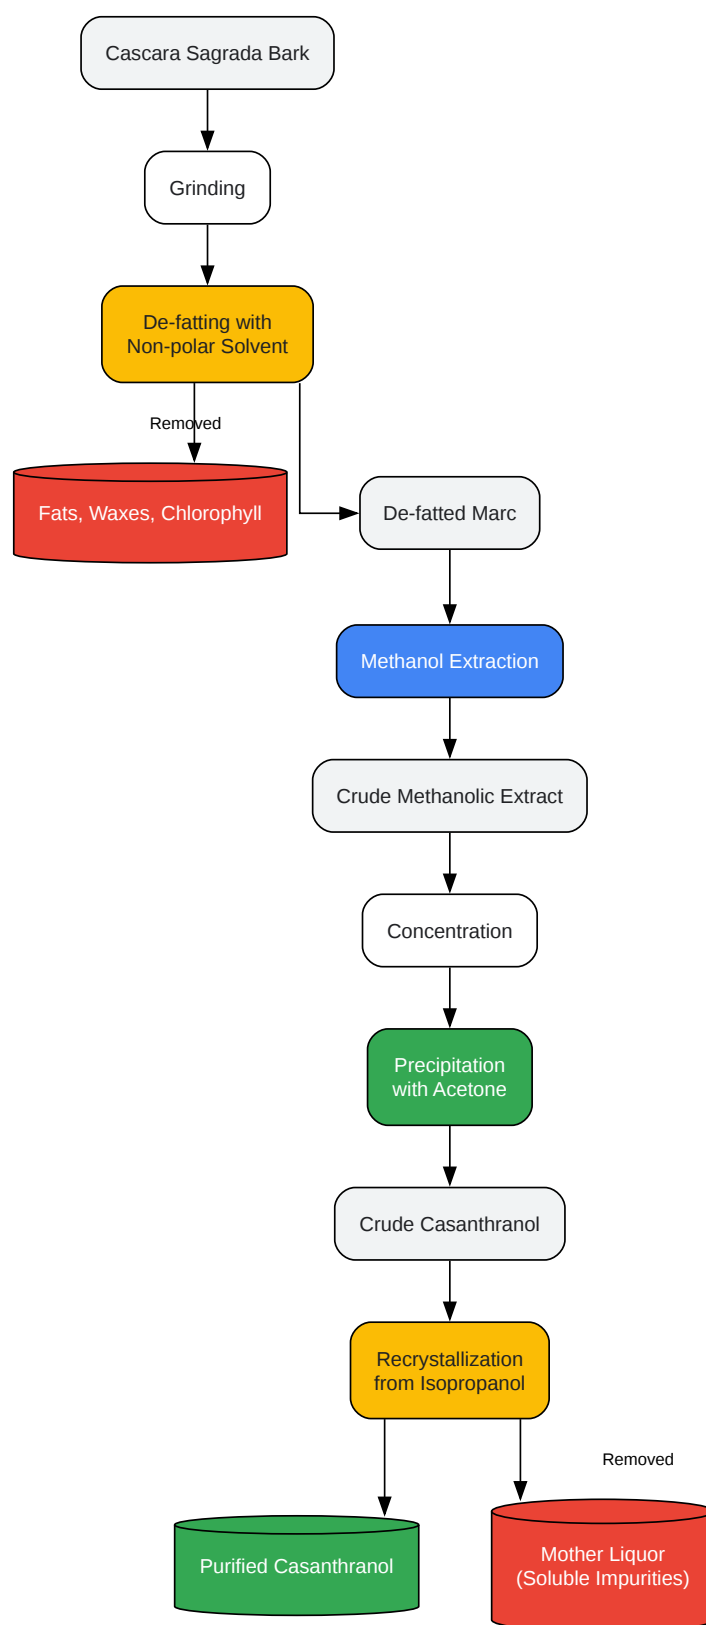 Cascara Sagrada Bark
Grinding
De-fatting with
Non-polar Solvent
Removed
Fats, Waxes, Chlorophyll
De-fatted Marc
Methanol Extraction
Crude Methanolic Extract
Concentration
Precipitation
with Acetone
Crude Casanthranol
Recrystallization
from Isopropanol
Removed
Purified Casanthranol
Mother Liquor
(Soluble Impurities)